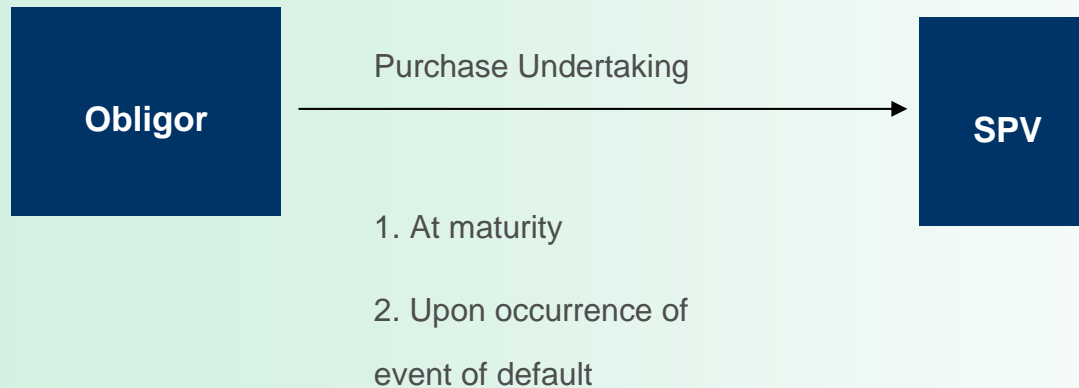 Obligor
Purchase Undertaking
SPV
1. At maturity
2. Upon occurrence of
event of default